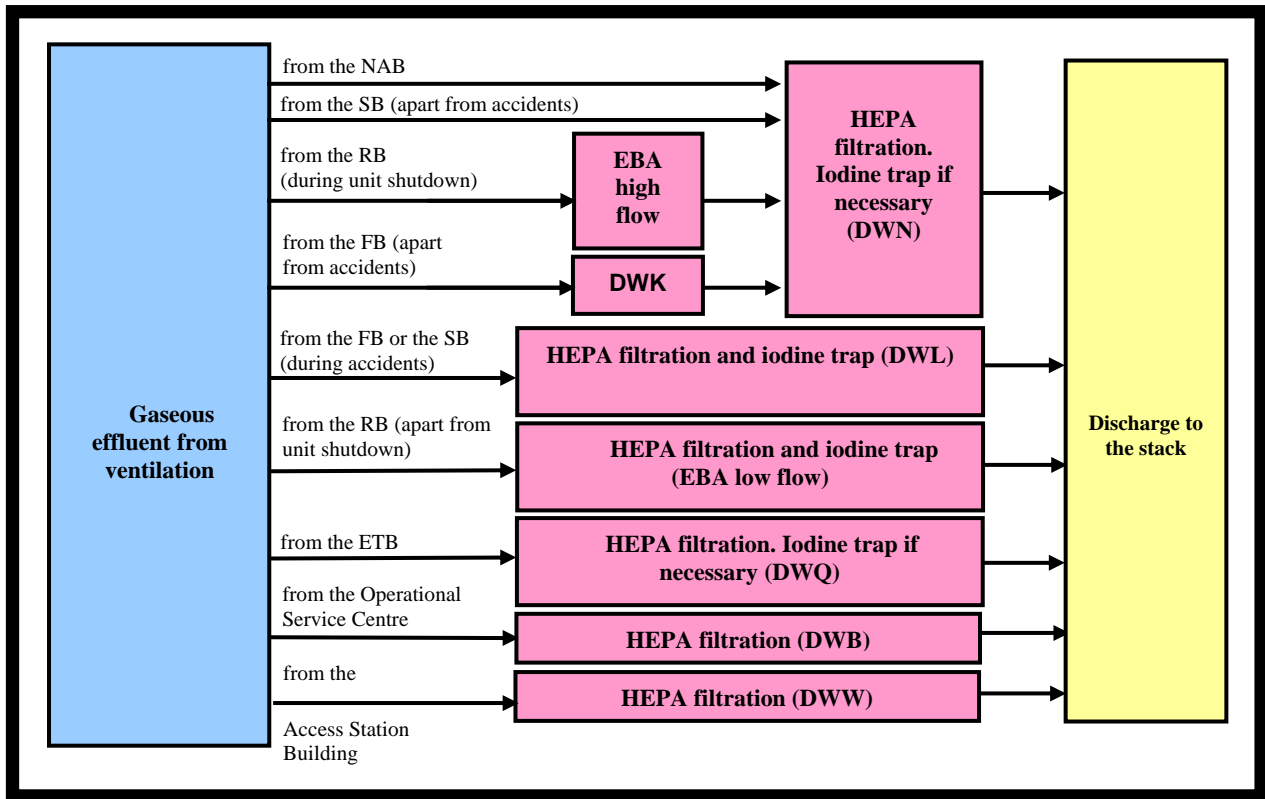 Gaseous
effluent from
ventilation
from the NAB
from the SB (apart from accidents)
from the RB
(during unit shutdown)
EBA
high
flow
from the FB (apart
from accidents)
DWK
HEPA
filtration.
Iodine trap if
necessary
(DWN)
from the FB or the SB
(during accidents)
HEPA filtration and iodine trap (DWL)
from the RB (apart from
unit shutdown)
HEPA filtration and iodine trap
(EBA low flow)
from the ETB
HEPA filtration. Iodine trap if
necessary (DWQ)
from the Operational
Service Centre
HEPA filtration (DWB)
from the
Access Station
Building
HEPA filtration (DWW)
Discharge to
the stack